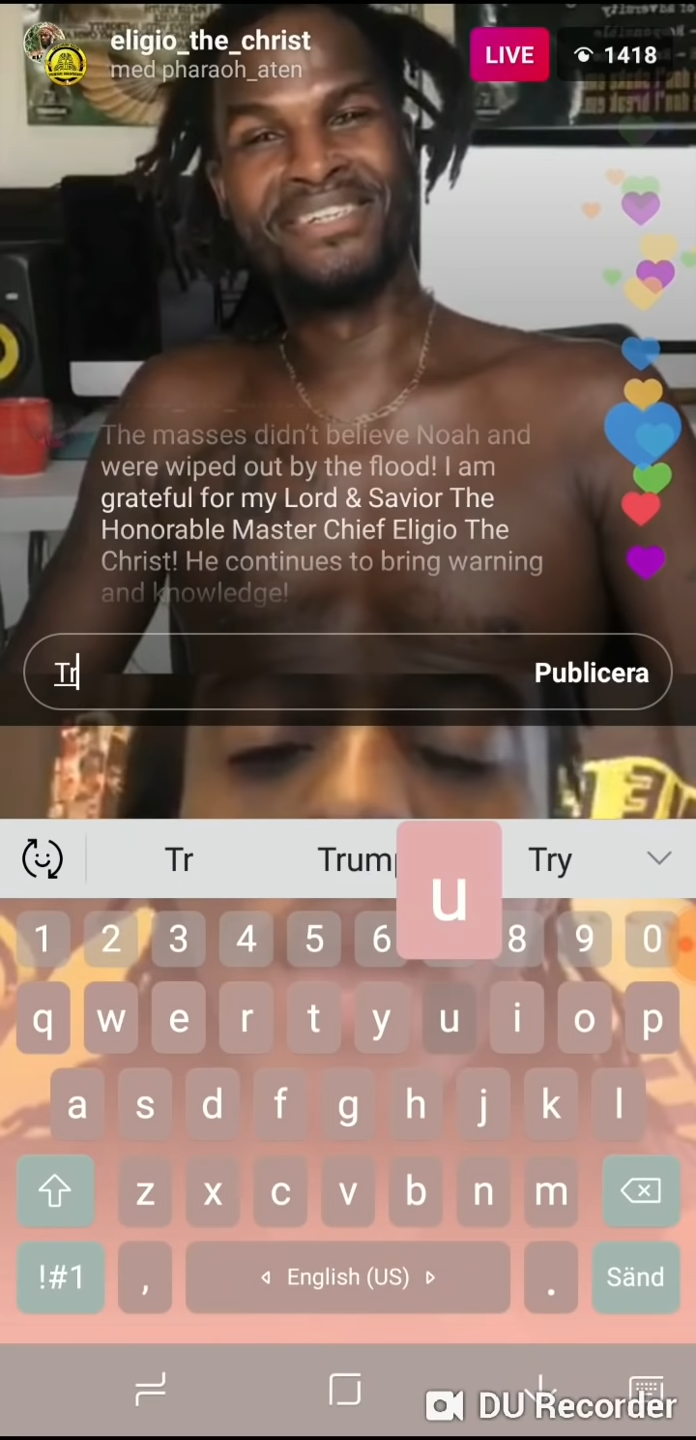 eligio_the_christ
med pharaoh_aten
LIVE
1418
The masses didn't believe Noah and
were wiped out by the flood! I am
grateful for my Lord & Savior The
Honorable Master Chief Eligio The
Christ! He continues to bring warning
and knowledge!
Tr
Publicera
Tr
Try
u
1 2 3 4 5 6 8 9 0
q w e r t y u i o p
a s d f g h j k l
z x c v b n m
!#1 , English (US) . Sänd
DU Recorder